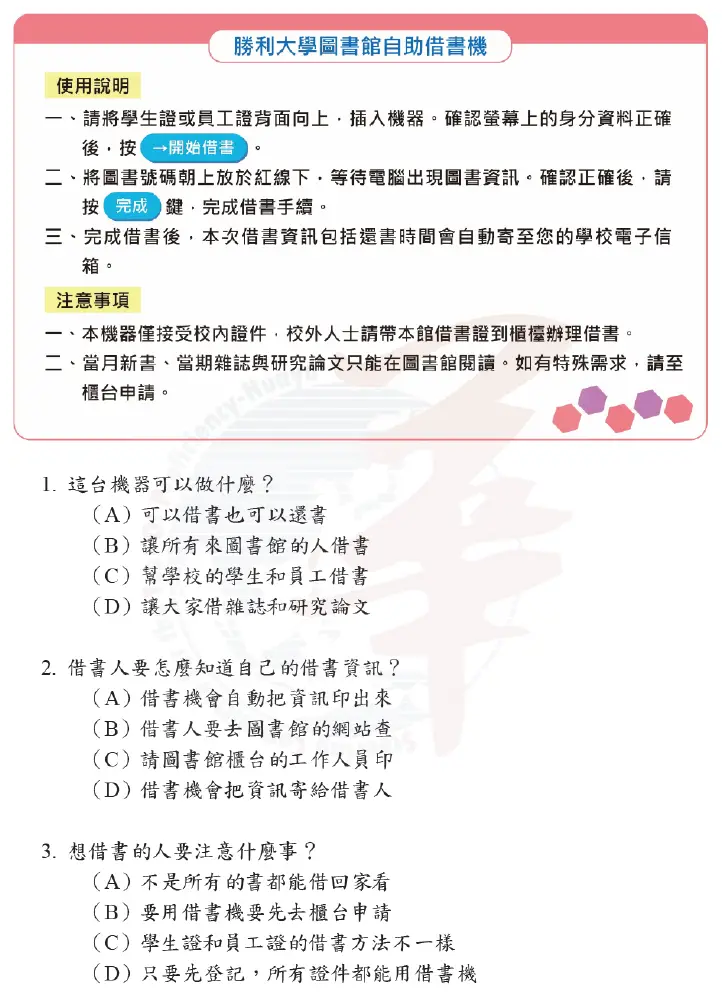 勝利大學圖書館自助借書機
使用說明
一、請將學生證或員工證背面向上，插入機器。確認螢幕上的身分資料正確
後，按 →開始借書 。
二、將圖書號碼朝上放於紅線下，等待電腦出現圖書資訊。確認正確後，請
按 完成 鍵，完成借書手續。
三、完成借書後，本次借書資訊包括還書時間會自動寄至您的學校電子信
箱。
注意事項
一、本機器僅接受校內證件，校外人士請帶本館借書證到櫃檯辦理借書。
二、當月新書、當期雜誌與研究論文只能在圖書館閱讀。如有特殊需求，請至
櫃台申請。
1. 這台機器可以做什麼？
（A）可以借書也可以還書
（B）讓所有來圖書館的人借書
（C）幫學校的學生和員工借書
（D）讓大家借雜誌和研究論文
2. 借書人要怎麼知道自己的借書資訊？
（A）借書機會自動把資訊印出來
（B）借書人要去圖書館的網站查
（C）請圖書館櫃台的工作人員印
（D）借書機會把資訊寄給借書人
3. 想借書的人要注意什麼事？
（A）不是所有的書都能借回家看
（B）要用借書機要先去櫃台申請
（C）學生證和員工證的借書方法不一樣
（D）只要先登記，所有證件都能用借書機